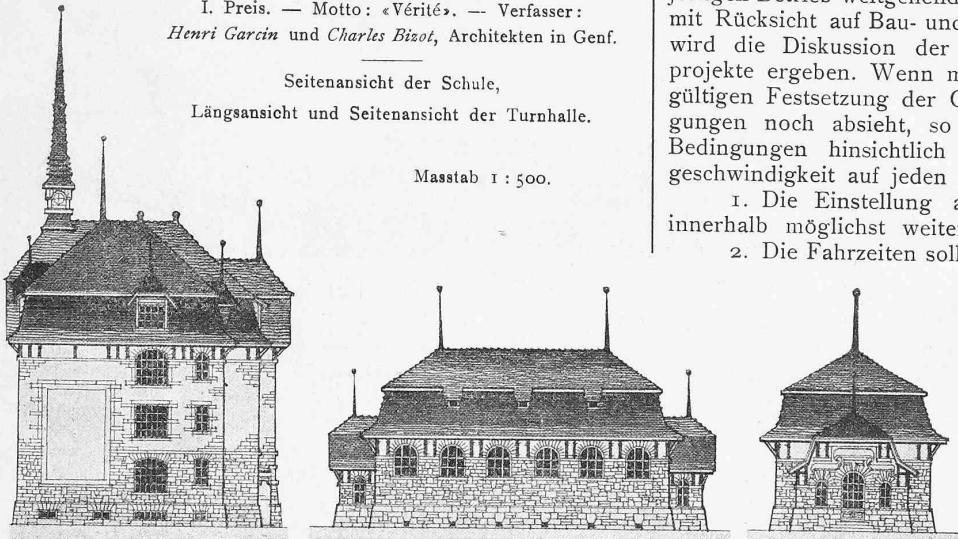 I. Preis. — Motto: «Vérité». — Verfasser:
Henri Garcin und Charles Bizot, Architekten in Genf.
Seitenansicht der Schule,
Längsansicht und Seitenansicht der Turnhalle.
Masstab 1 : 500.
mit Rücksicht auf Bau- und
wird die Diskussion der
projekte ergeben. Wenn
gültigen Festsetzung der
gungen noch absieht, so
Bedingungen hinsichtlich
geschwindigkeit auf jeden
1. Die Einstellung
innerhalb möglichst
2. Die Fahrzeiten